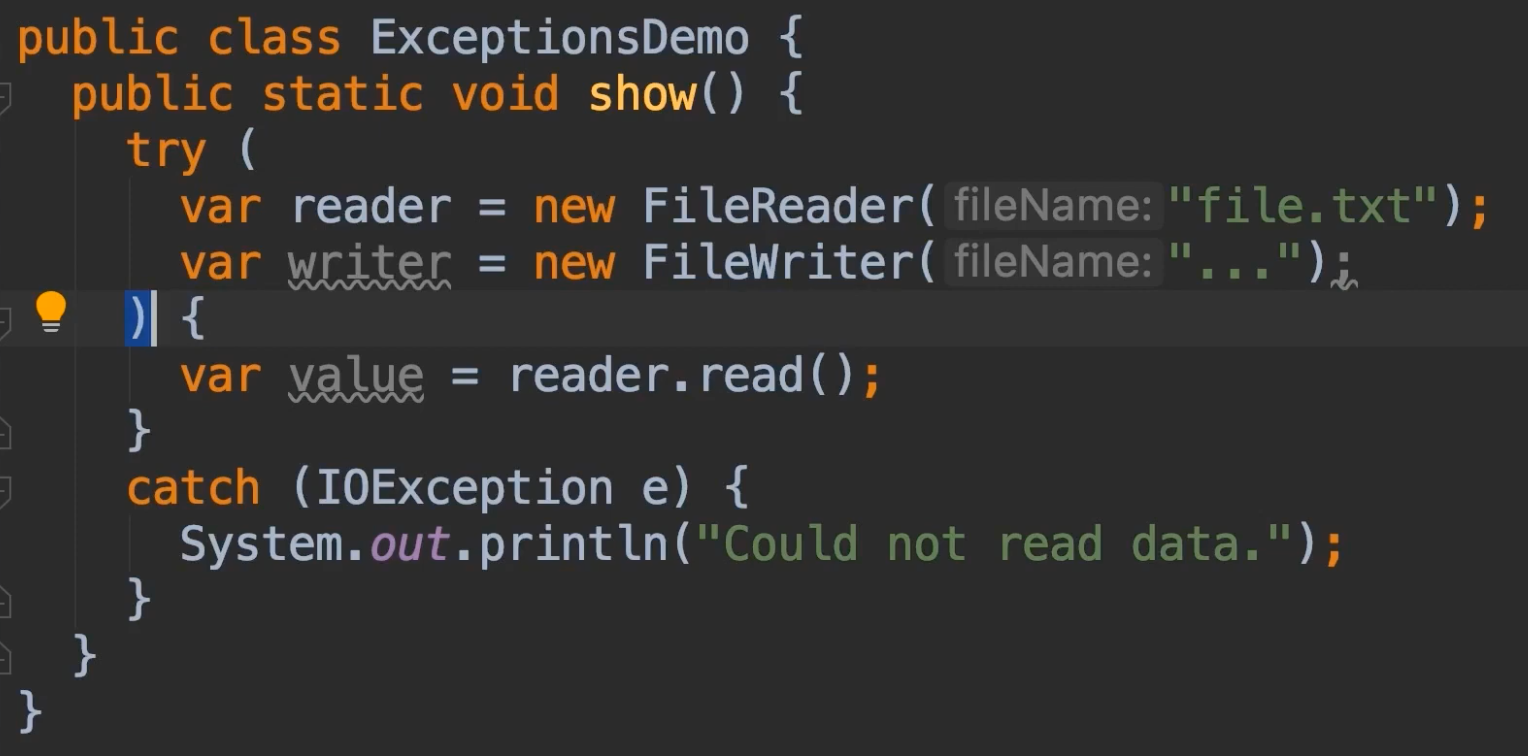 public class ExceptionsDemo {
  public static void show() {
    try (
      var reader = new FileReader( fileName: "file.txt");
      var writer = new FileWriter( fileName: "...");
    ) {
      var value = reader.read();
    }
    catch (IOException e) {
      System.out.println("Could not read data.");
    }
  }
}